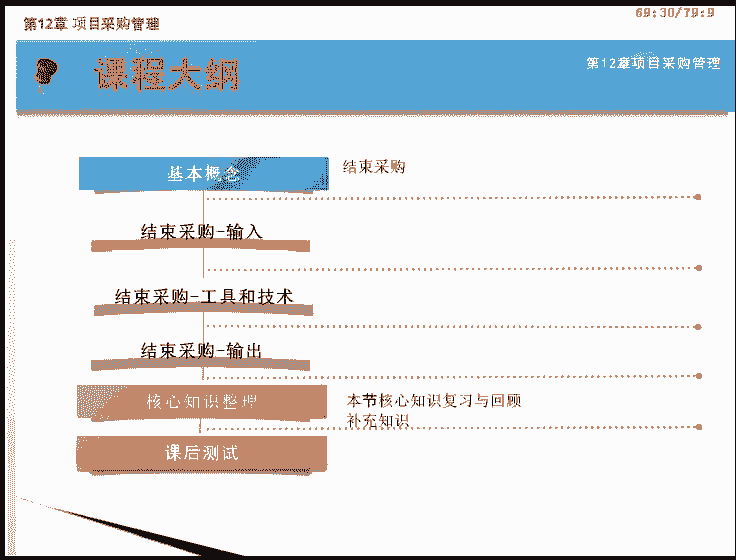 第12章 项目采购管理
69:30/79:9
课程大纲
第12章项目采购管理
基本概念
结束采购
结束采购-输入
结束采购-工具和技术
结束采购-输出
核心知识整理
本节核心知识复习与回顾
补充知识
课后测试